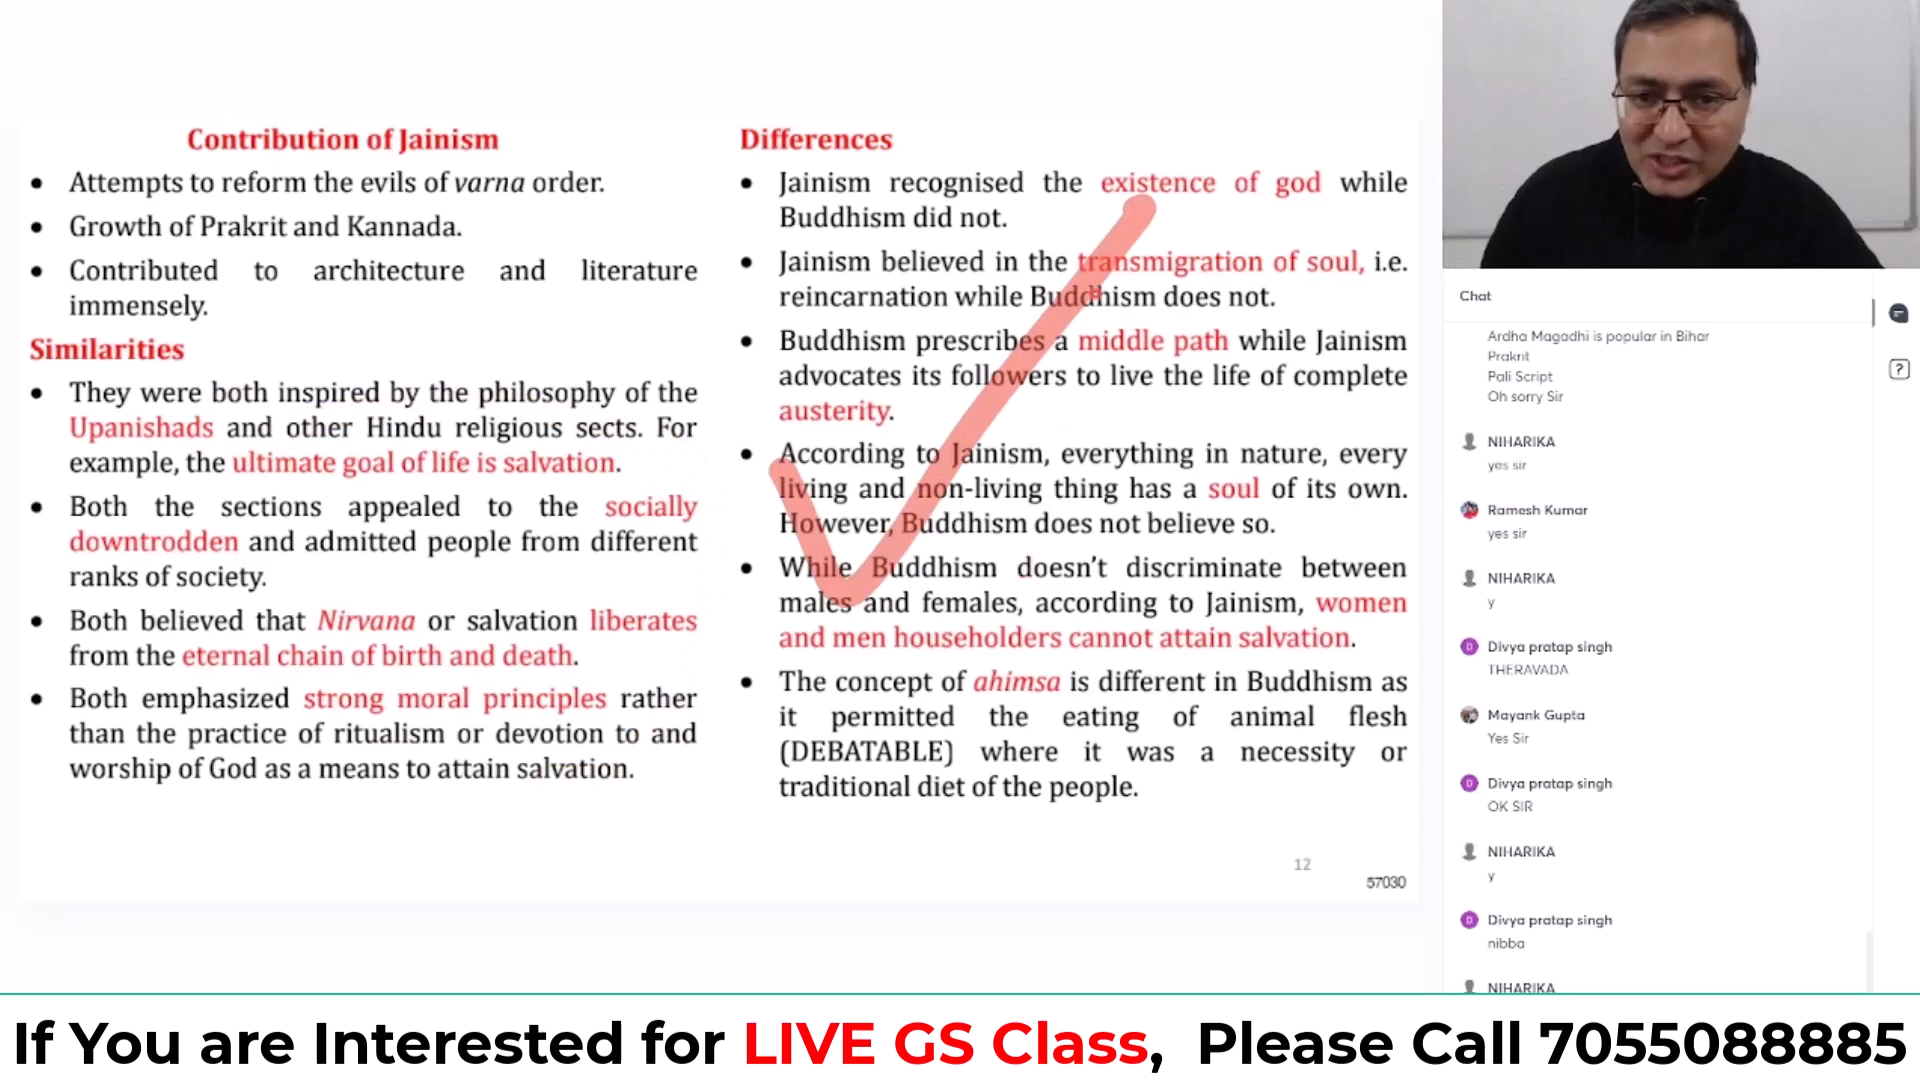 Contribution of Jainism
• Attempts to reform the evils of varna order.
• Growth of Prakrit and Kannada.
• Contributed to architecture and literature
immensely.
Similarities
• They were both inspired by the philosophy of the
Upanishads and other Hindu religious sects. For
example, the ultimate goal of life is salvation.
• Both the sections appealed to the socially
downtrodden and admitted people from different
ranks of society.
• Both believed that Nirvana or salvation liberates
from the eternal chain of birth and death.
• Both emphasized strong moral principles rather
than the practice of ritualism or devotion to and
worship of God as a means to attain salvation.
Differences
• Jainism recognised the existence of god while
Buddhism did not.
• Jainism believed in the transmigration of soul, i.e.
reincarnation while Buddhism does not.
• Buddhism prescribes a middle path while Jainism
advocates its followers to live the life of complete
austerity.
• According to Jainism, everything in nature, every
living and non-living thing has a soul of its own.
However, Buddhism does not believe so.
• While Buddhism doesn't discriminate between
males and females, according to Jainism, women
and men householders cannot attain salvation.
• The concept of ahimsa is different in Buddhism as
it permitted the eating of animal flesh
(DEBATABLE) where it was a necessity or
traditional diet of the people.
12
57030
Chat
Ardha Magadhi is popular in Bihar
Prakrit
Pali Script
Oh sorry Sir
NIHARIKA
yes sir
Ramesh Kumar
yes sir
NIHARIKA
y
D Divya pratap singh
THERAVADA
Mayank Gupta
Yes Sir
D Divya pratap singh
OK SIR
NIHARIKA
y
D Divya pratap singh
nibba
NIHARIKA
?
If You are Interested for LIVE GS Class, Please Call 7055088885